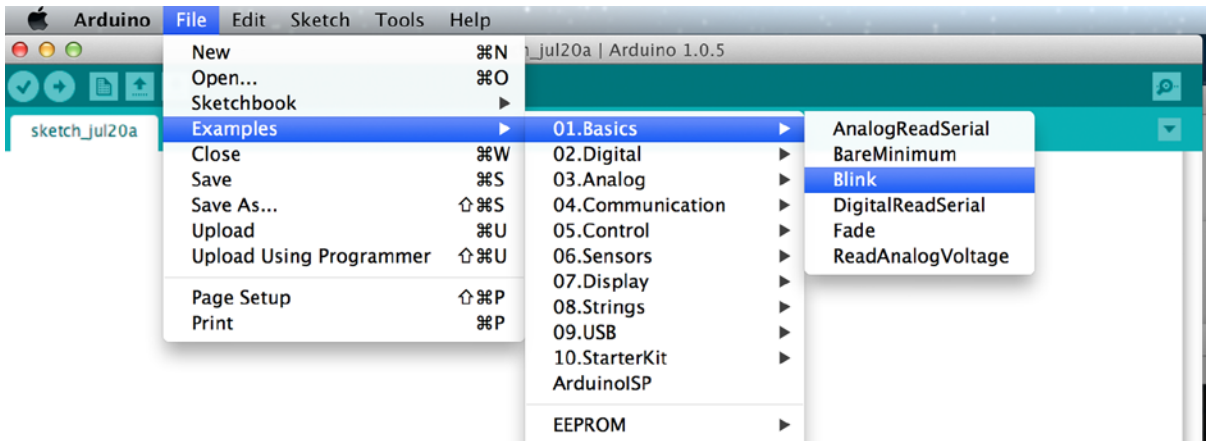 Arduino File Edit Sketch Tools Help
_jul20a | Arduino 1.0.5
sketch_jul20a
New ⌘N
Open... ⌘O
Sketchbook ▶
Examples ▶
Close ⌘W
Save ⌘S
Save As... ⇧⌘S
Upload ⌘U
Upload Using Programmer ⇧⌘U
Page Setup ⇧⌘P
Print ⌘P
01.Basics ▶
02.Digital ▶
03.Analog ▶
04.Communication ▶
05.Control ▶
06.Sensors ▶
07.Display ▶
08.Strings ▶
09.USB ▶
10.StarterKit ▶
ArduinoISP
EEPROM ▶
AnalogReadSerial
BareMinimum
Blink
DigitalReadSerial
Fade
ReadAnalogVoltage